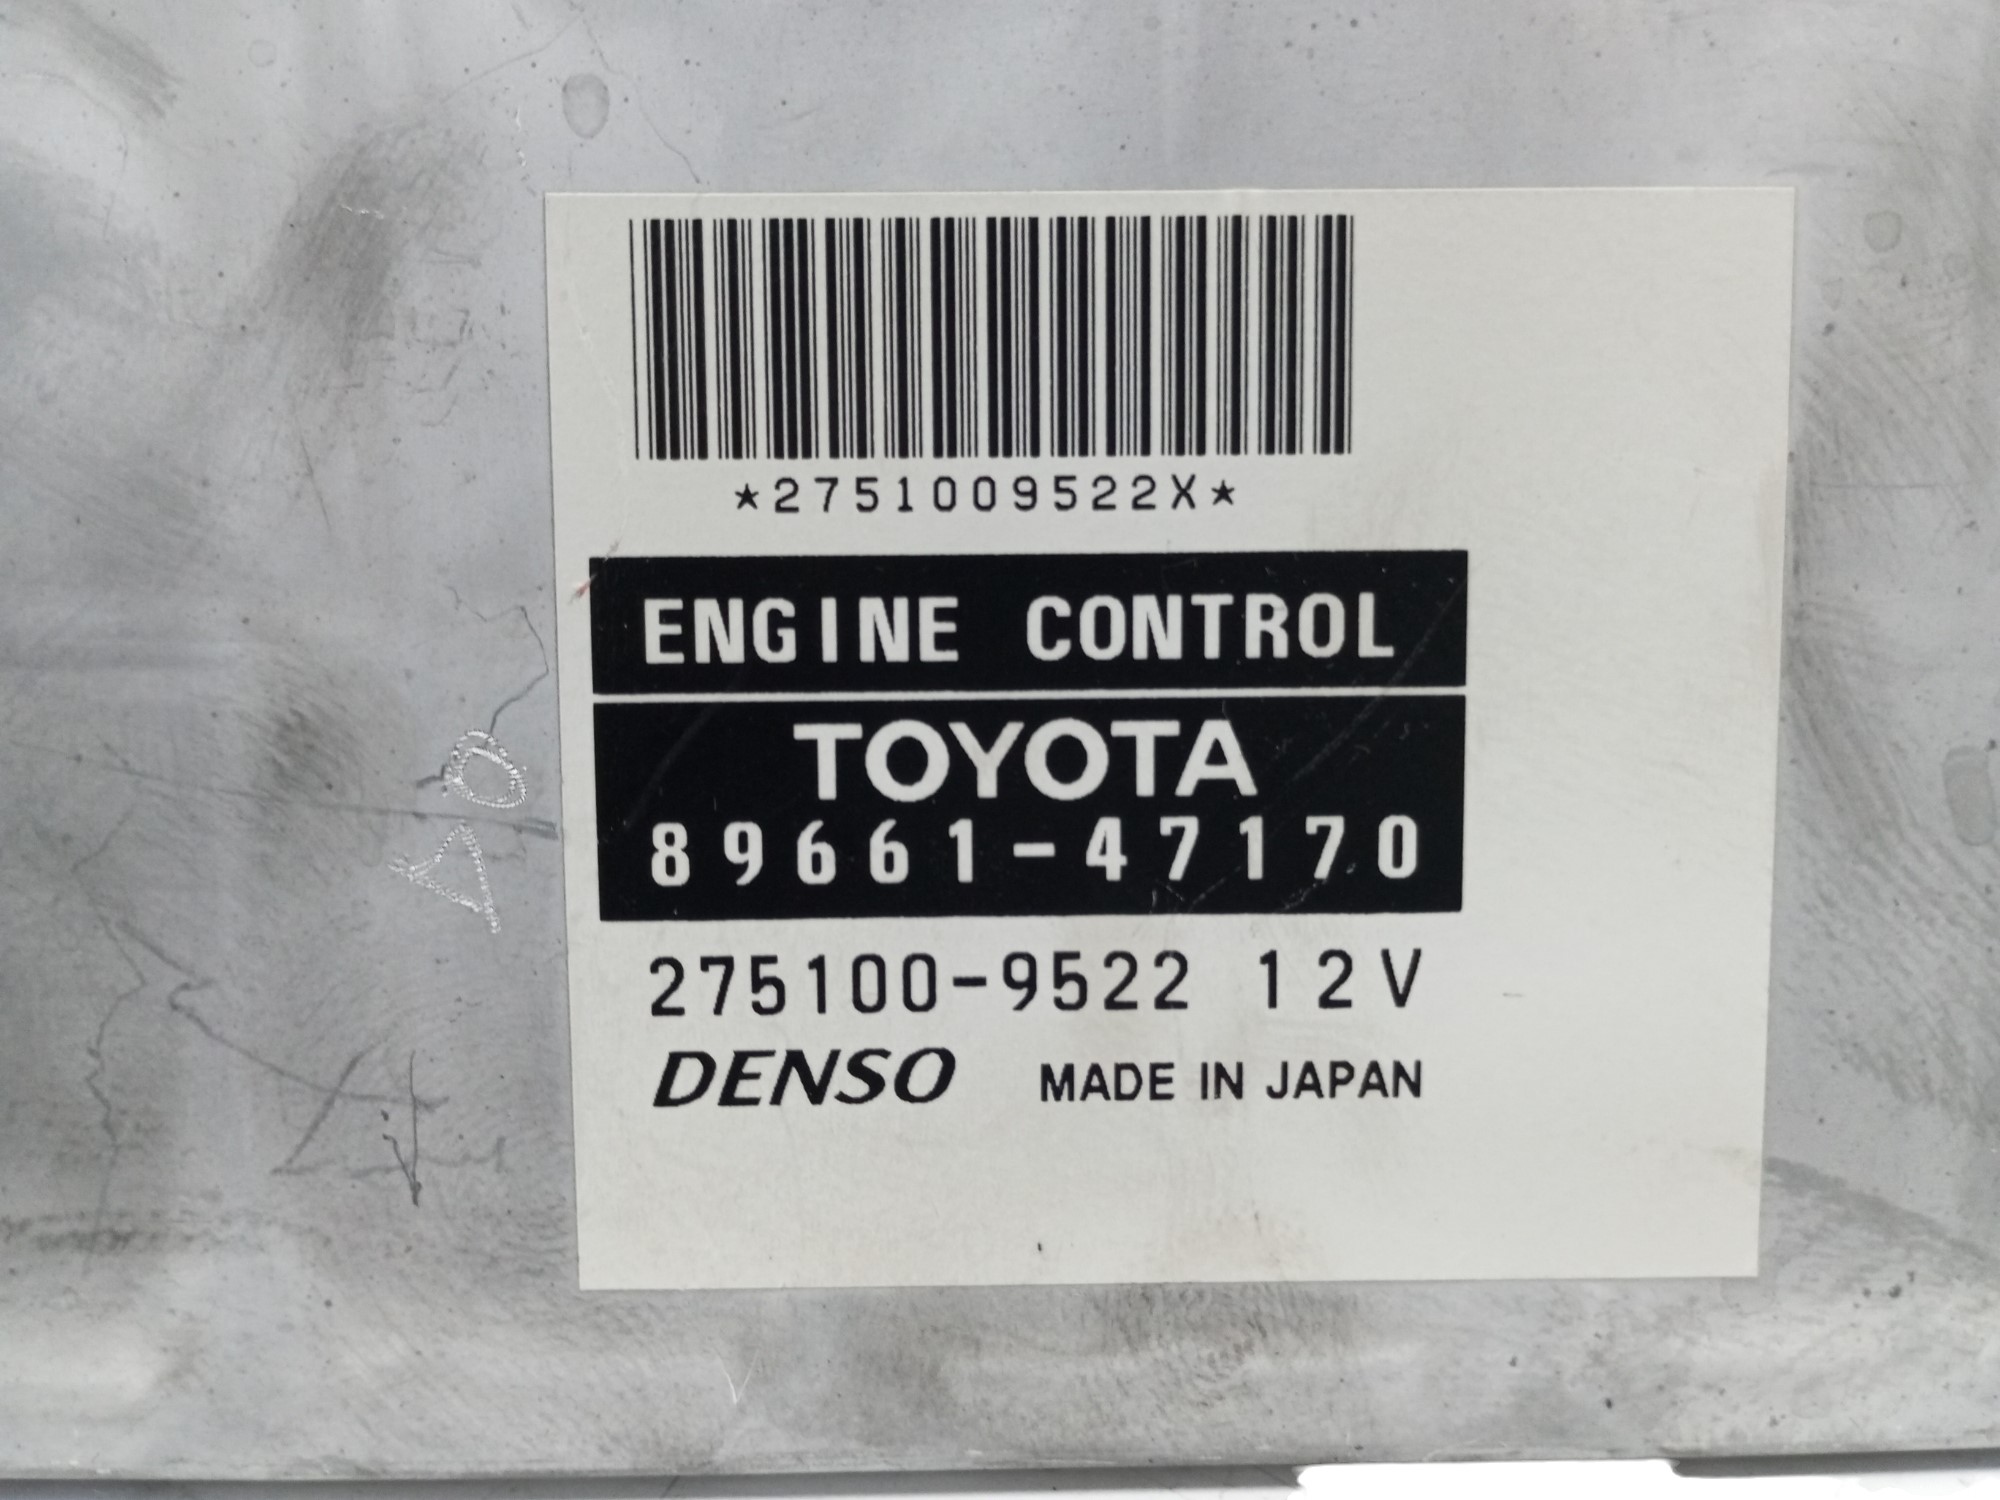 ★2751009522X★
ENGINE CONTROL
TOYOTA
89661-47170
275100-9522 12V
DENSO MADE IN JAPAN